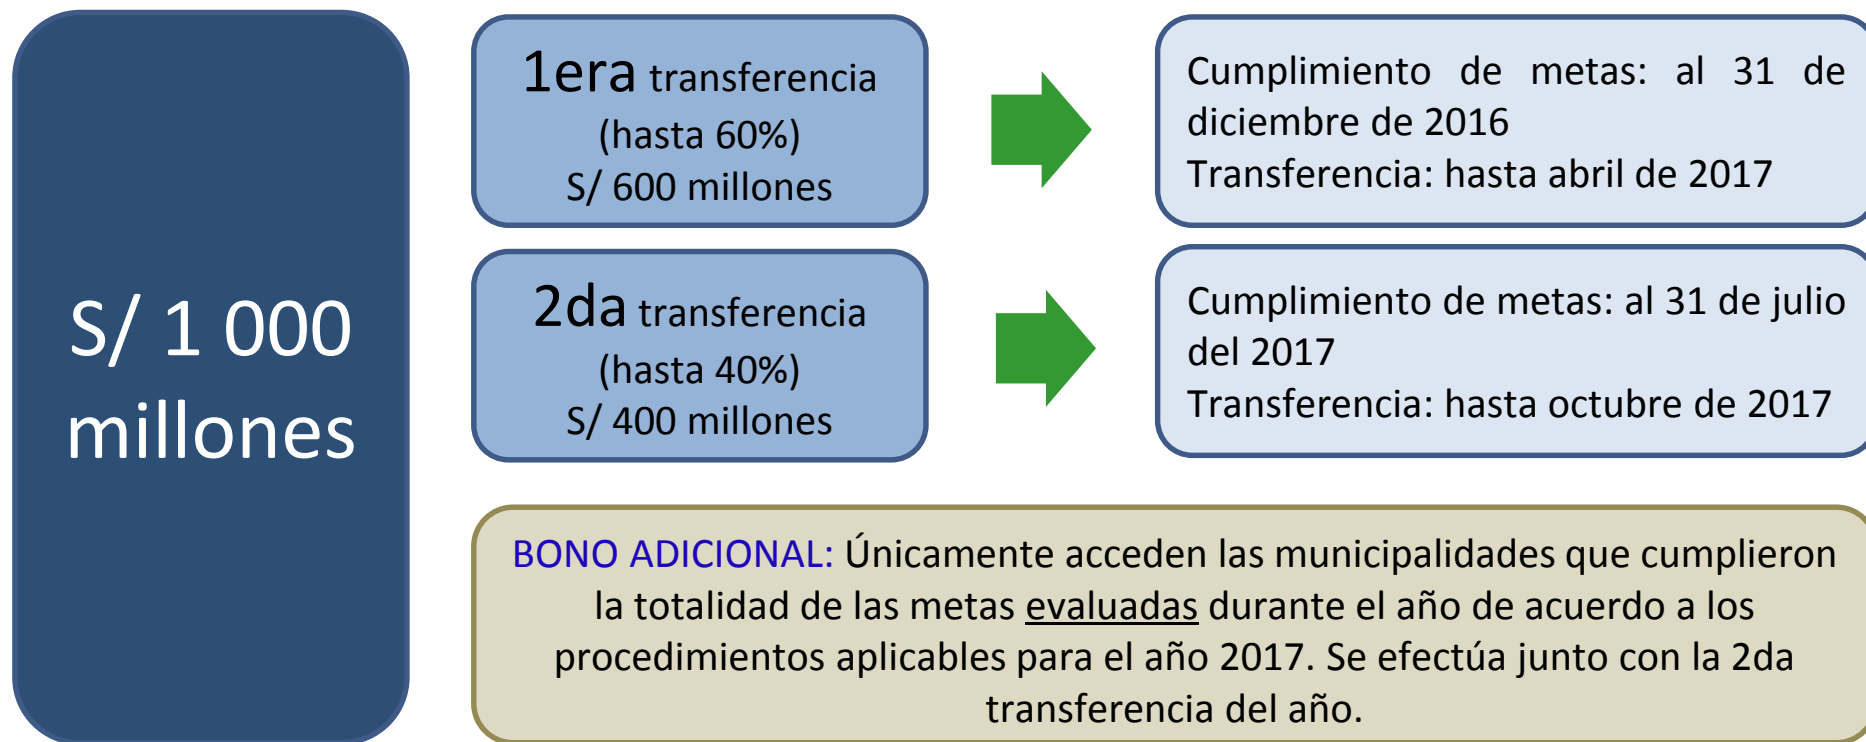 S/ 1 000
millones
1era transferencia
(hasta 60%)
S/ 600 millones
Cumplimiento de metas: al 31 de
diciembre de 2016
Transferencia: hasta abril de 2017
2da transferencia
(hasta 40%)
S/ 400 millones
Cumplimiento de metas: al 31 de julio
del 2017
Transferencia: hasta octubre de 2017
BONO ADICIONAL: Únicamente acceden las municipalidades que cumplieron
la totalidad de las metas evaluadas durante el año de acuerdo a los
procedimientos aplicables para el año 2017. Se efectúa junto con la 2da
transferencia del año.